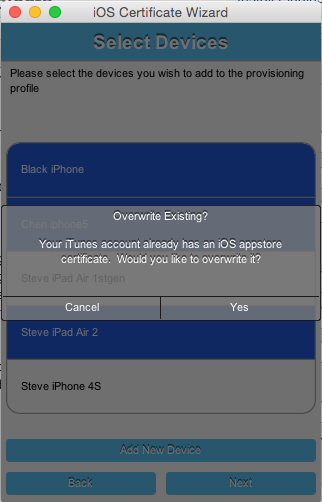 iOS Certificate Wizard
Select Devices
Please select the devices you wish to add to the provisioning
profile
Black iPhone
Chen iphone5
Overwrite Existing?
Your iTunes account already has an iOS appstore
certificate. Would you like to overwrite it?
Steve iPad Air 1stgen
Cancel
Yes
Steve iPad Air 2
Steve iPhone 4S
Add New Device
Back
Next